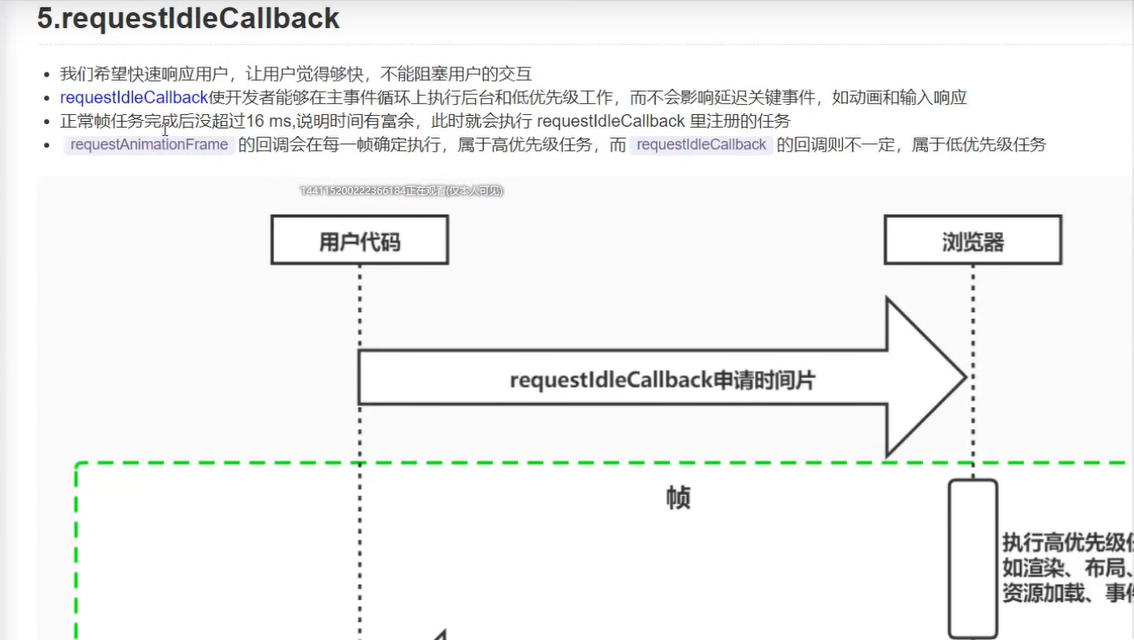 5.requestIdleCallback
我们希望快速响应用户，让用户觉得够快，不能阻塞用户的交互
requestIdleCallback使开发者能够在主事件循环上执行后台和低优先级工作，而不会影响延迟关键事件，如动画和输入响应
正常帧任务完成后没超过16 ms,说明时间有富余，此时就会执行 requestIdleCallback 里注册的任务
requestAnimationFrame 的回调会在每一帧确定执行，属于高优先级任务，而 requestIdleCallback 的回调则不一定，属于低优先级任务
144115200222366184正在观看(仅本人可见)
用户代码
浏览器
requestIdleCallback申请时间片
帧
执行高优先级
如渲染、布局、
资源加载、事